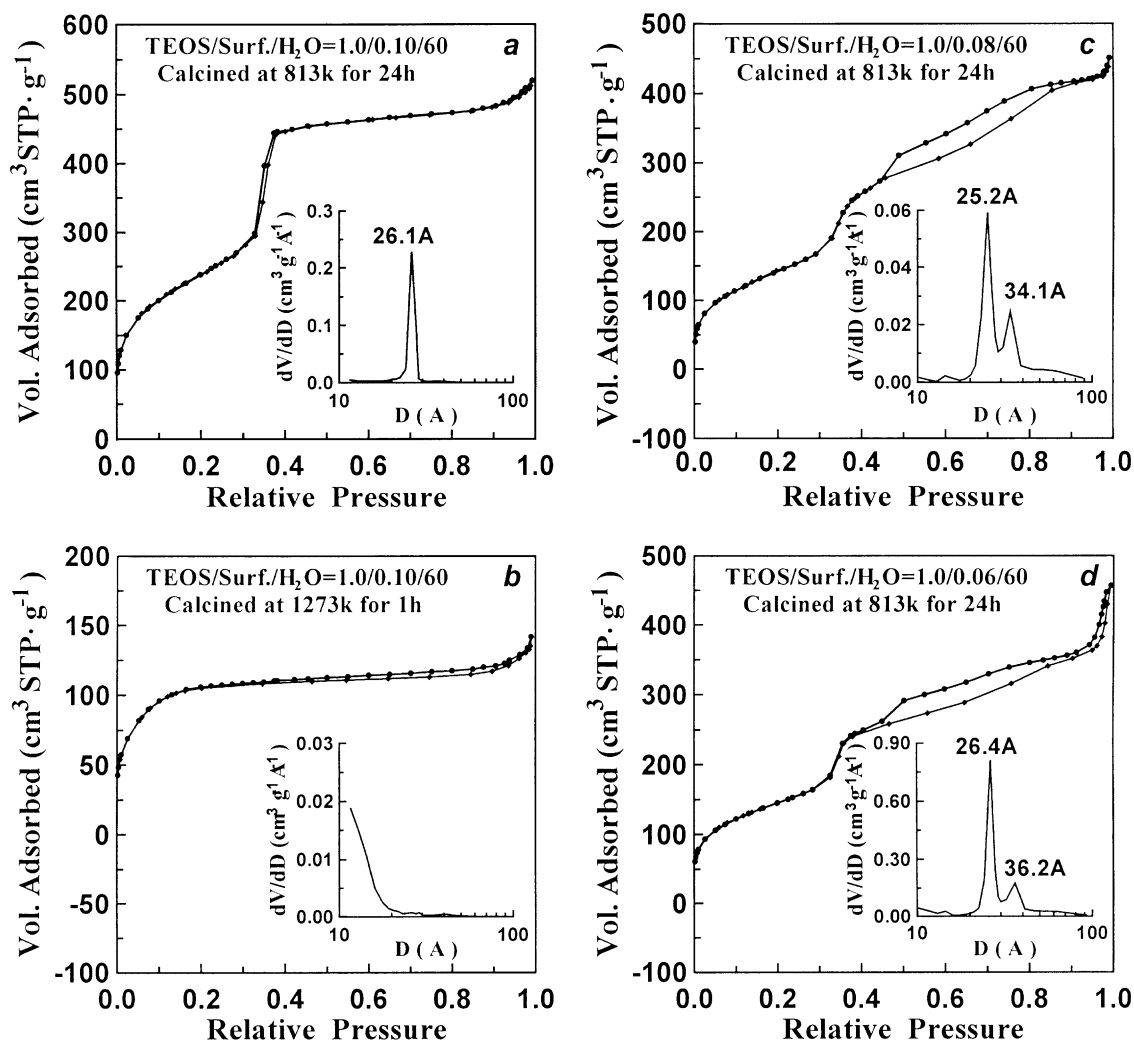 a
TEOS/Surf./H2O=1.0/0.10/60
Calcined at 813k for 24h
Vol. Adsorbed (cm3STP·g-1)
600
500
400
300
200
100
0
0.0 0.2 0.4 0.6 0.8 1.0
Relative Pressure
26.1A
dV/dD (cm3g-1A-1)
0.3
0.2
0.1
0.0
10 100
D ( A )
c
TEOS/Surf./H2O=1.0/0.08/60
Calcined at 813k for 24h
Vol. Adsorbed (cm3STP·g-1)
500
400
300
200
100
0
-100
0.0 0.2 0.4 0.6 0.8 1.0
Relative Pressure
25.2A
34.1A
dV/dD (cm3g-1A-1)
0.06
0.04
0.02
0.00
10 100
D ( A )
b
TEOS/Surf./H2O=1.0/0.10/60
Calcined at 1273k for 1h
Vol. Adsorbed (cm3 STP·g-1)
200
150
100
50
0
-50
-100
0.0 0.2 0.4 0.6 0.8 1.0
Relative Pressure
dV/dD (cm3 g-1A-1)
0.03
0.02
0.01
0.00
10 100
D ( A )
d
TEOS/Surf./H2O=1.0/0.06/60
Calcined at 813k for 24h
Vol. Adsorbed (cm3 STP·g-1)
500
400
300
200
100
0
-100
0.0 0.2 0.4 0.6 0.8 1.0
Relative Pressure
26.4A
36.2A
dV/dD (cm3g-1A-1)
0.90
0.60
0.30
0.00
10 100
D ( A )